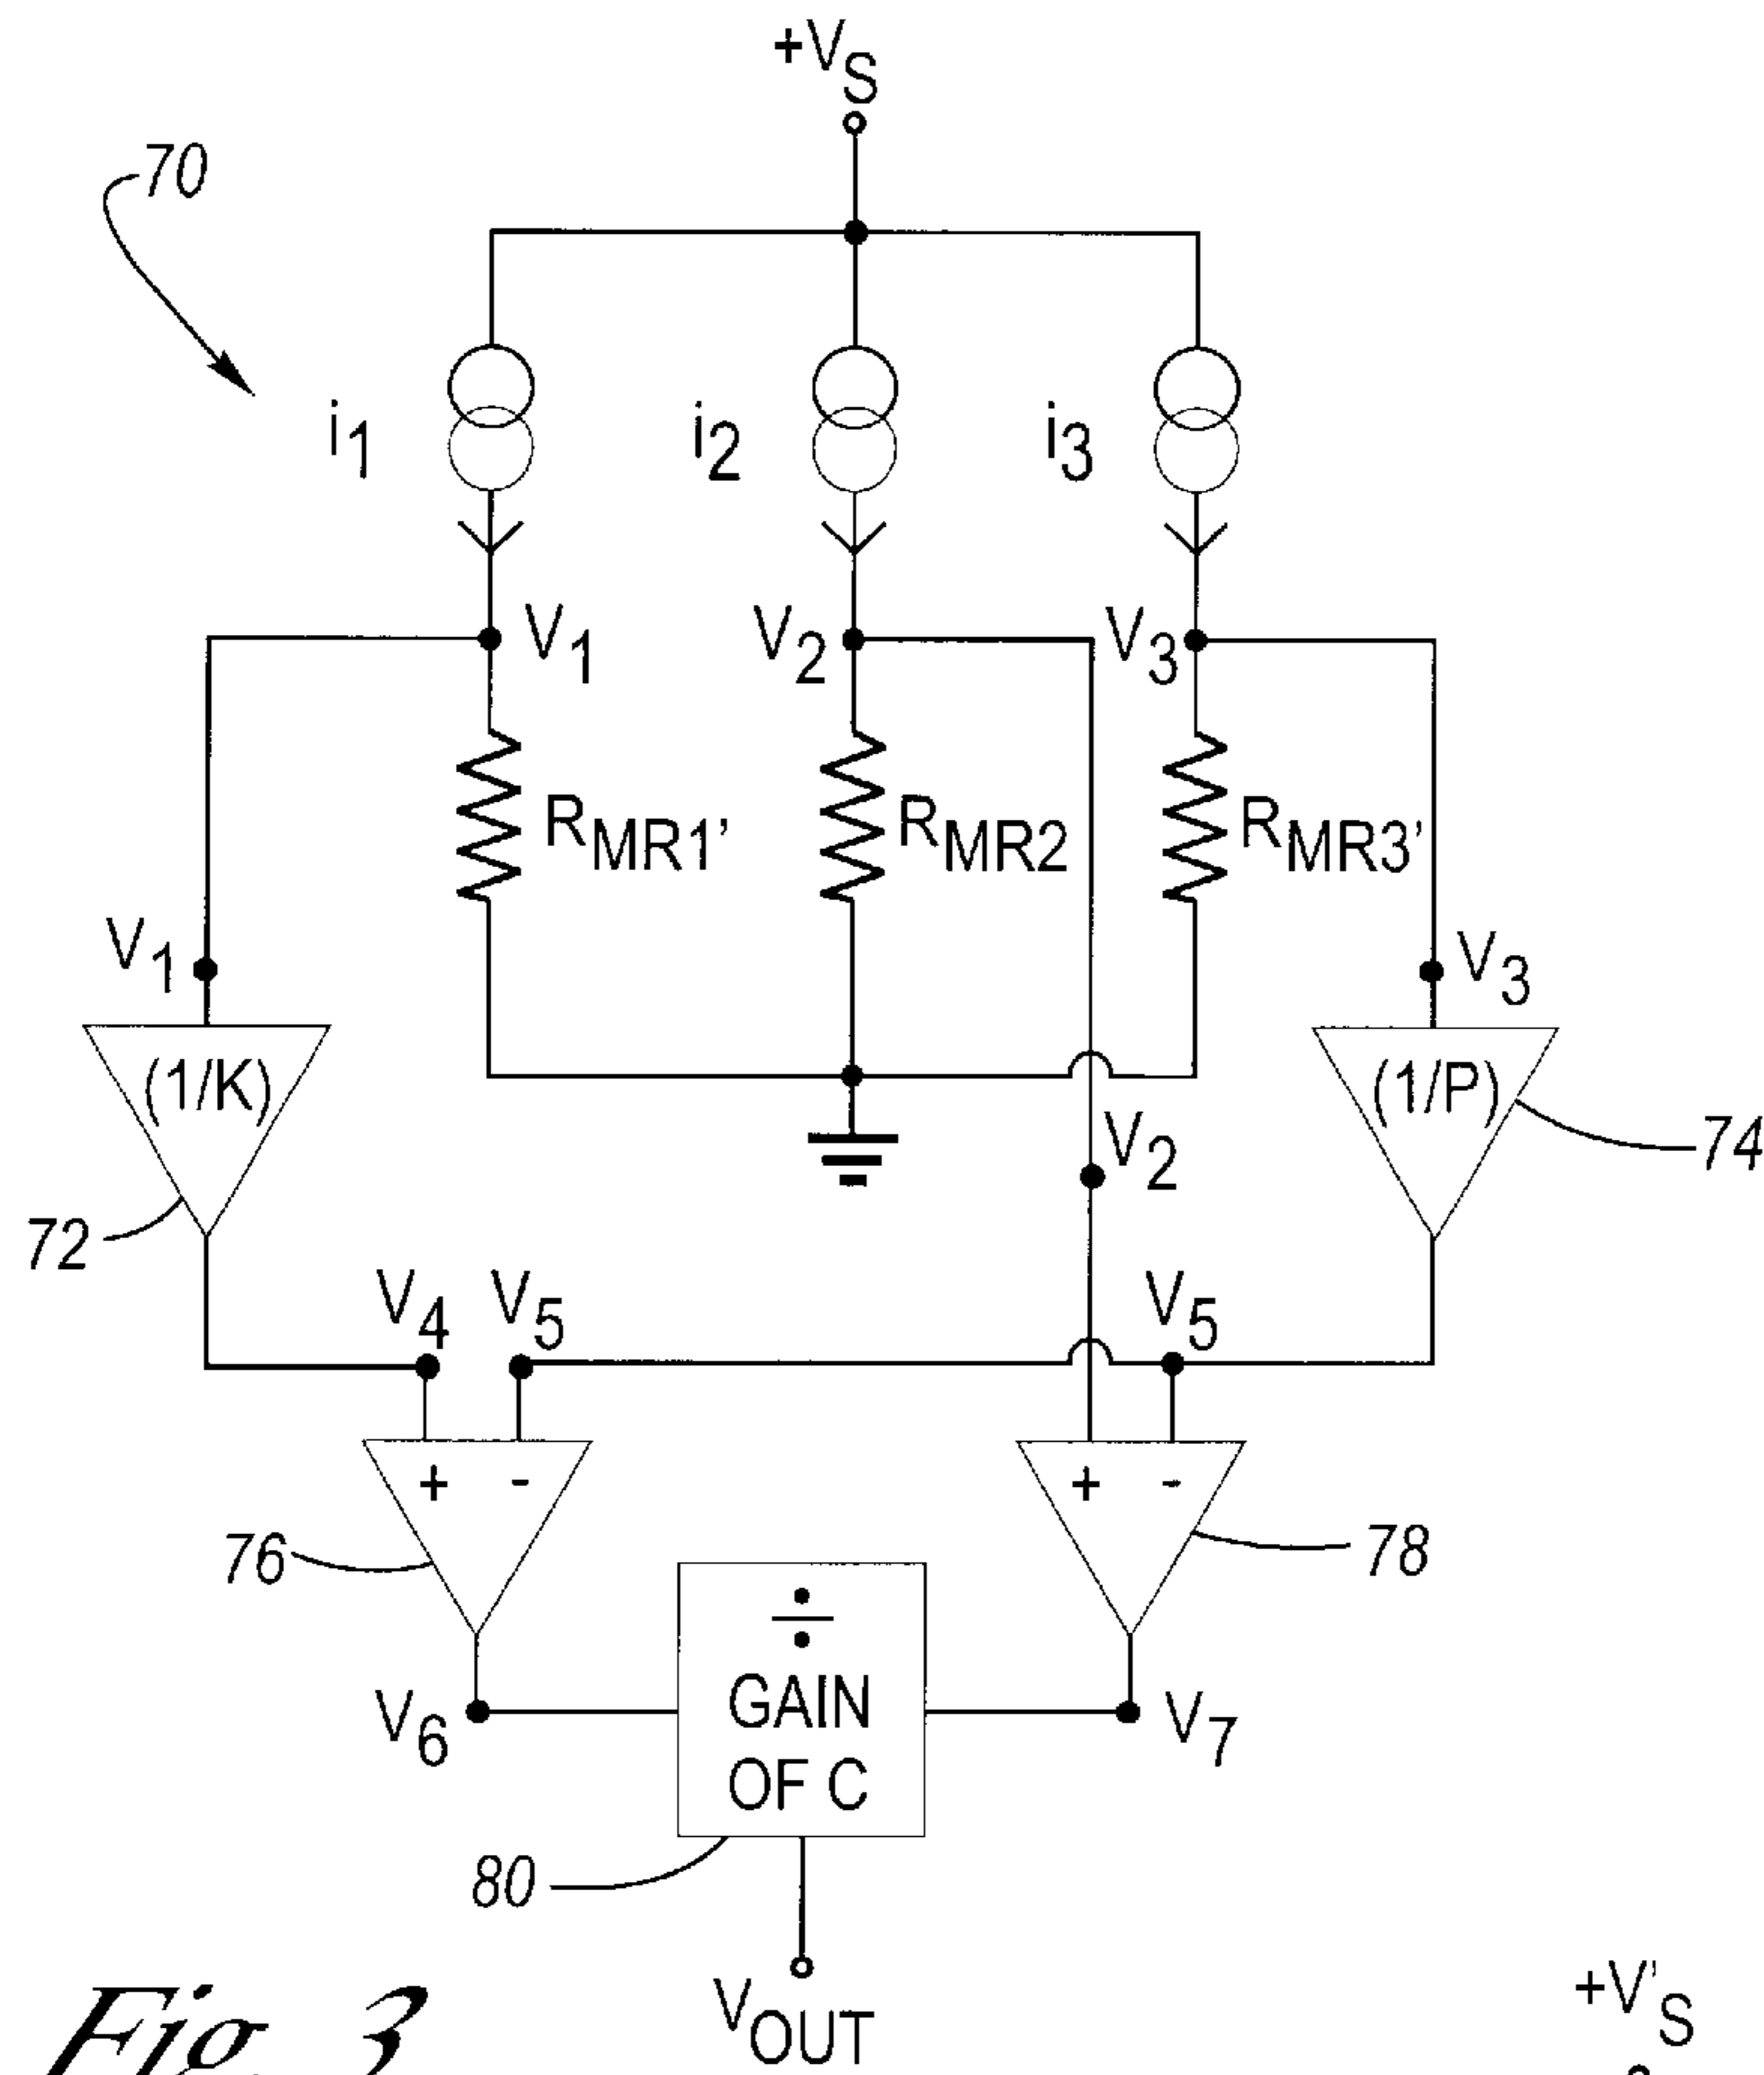 +VS
70
i1
i2
i3
V1
V2
V3
RMR1'
RMR2
RMR3'
V1
V3
(1/K)
(1/P)
V2
74
72
V4
V5
V5
+ -
+ -
76
78
÷
GAIN
OF C
V6
V7
80
VOUT
+V'S
Fig. 3